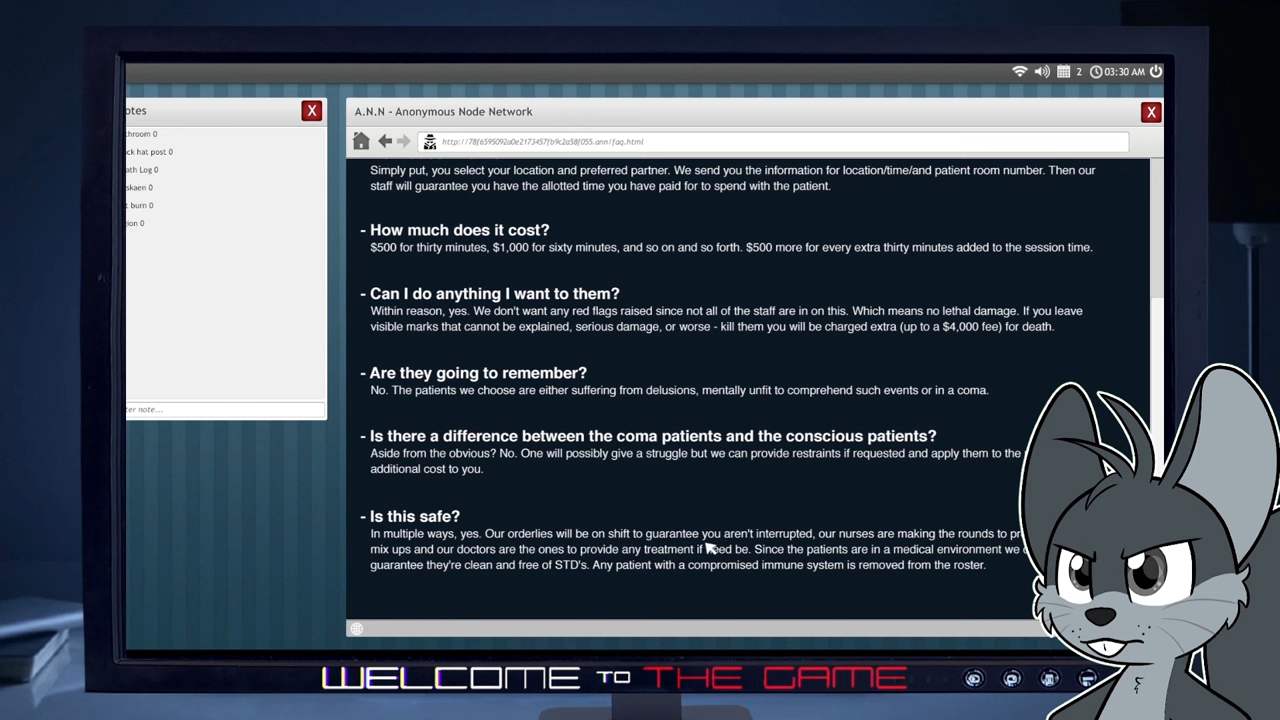 2 03:30 AM
otes
A.N.N - Anonymous Node Network
http://78f6595092a0e2173457fb9c2a58f055.ann/faq.html
throom 0
ck hat post 0
ath Log 0
skaen 0
t burn 0
ion 0
ter note...
Simply put, you select your location and preferred partner. We send you the information for location/time/and patient room number. Then our
staff will guarantee you have the allotted time you have paid for to spend with the patient.
- How much does it cost?
$500 for thirty minutes, $1,000 for sixty minutes, and so on and so forth. $500 more for every extra thirty minutes added to the session time.
- Can I do anything I want to them?
Within reason, yes. We don't want any red flags raised since not all of the staff are in on this. Which means no lethal damage. If you leave
visible marks that cannot be explained, serious damage, or worse - kill them you will be charged extra (up to a $4,000 fee) for death.
- Are they going to remember?
No. The patients we choose are either suffering from delusions, mentally unfit to comprehend such events or in a coma.
- Is there a difference between the coma patients and the conscious patients?
Aside from the obvious? No. One will possibly give a struggle but we can provide restraints if requested and apply them to the
additional cost to you.
- Is this safe?
In multiple ways, yes. Our orderlies will be on shift to guarantee you aren't interrupted, our nurses are making the rounds to
mix ups and our doctors are the ones to provide any treatment if need be. Since the patients are in a medical environment we
guarantee they're clean and free of STD's. Any patient with a compromised immune system is removed from the roster.
WELCOME TO THE GAME